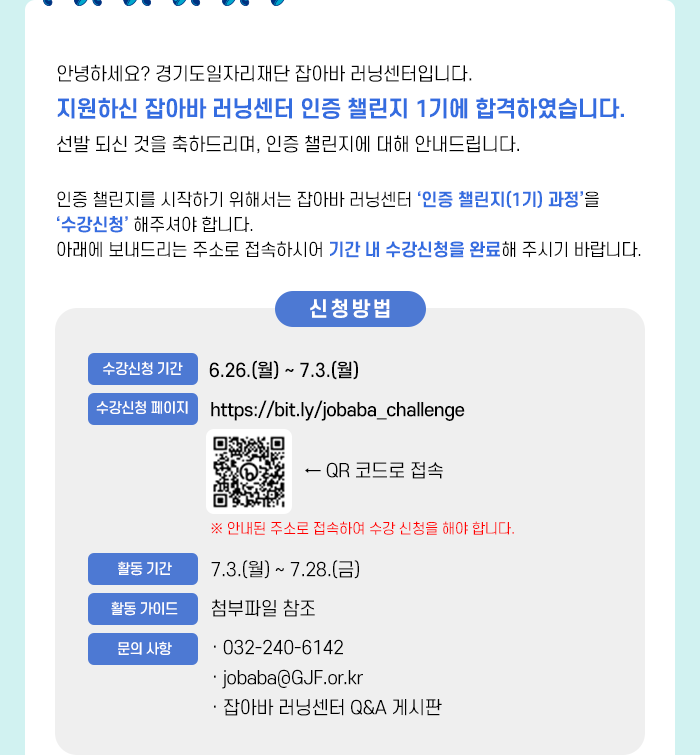 안녕하세요? 경기도일자리재단 잡아바 러닝센터입니다.
지원하신 잡아바 러닝센터 인증 챌린지 1기에 합격하였습니다.
선발 되신 것을 축하드리며, 인증 챌린지에 대해 안내드립니다.
인증 챌린지를 시작하기 위해서는 잡아바 러닝센터 ‘인증 챌린지(1기) 과정’을
‘수강신청’ 해주셔야 합니다.
아래에 보내드리는 주소로 접속하시어 기간 내 수강신청을 완료해 주시기 바랍니다.
신청방법
수강신청 기간 6.26.(월) ~ 7.3.(월)
수강신청 페이지 https://bit.ly/jobaba_challenge
← QR 코드로 접속
※ 안내된 주소로 접속하여 수강 신청을 해야 합니다.
활동 기간 7.3.(월) ~ 7.28.(금)
활동 가이드 첨부파일 참조
문의 사항 · 032-240-6142
· jobaba@GJF.or.kr
· 잡아바 러닝센터 Q&A 게시판